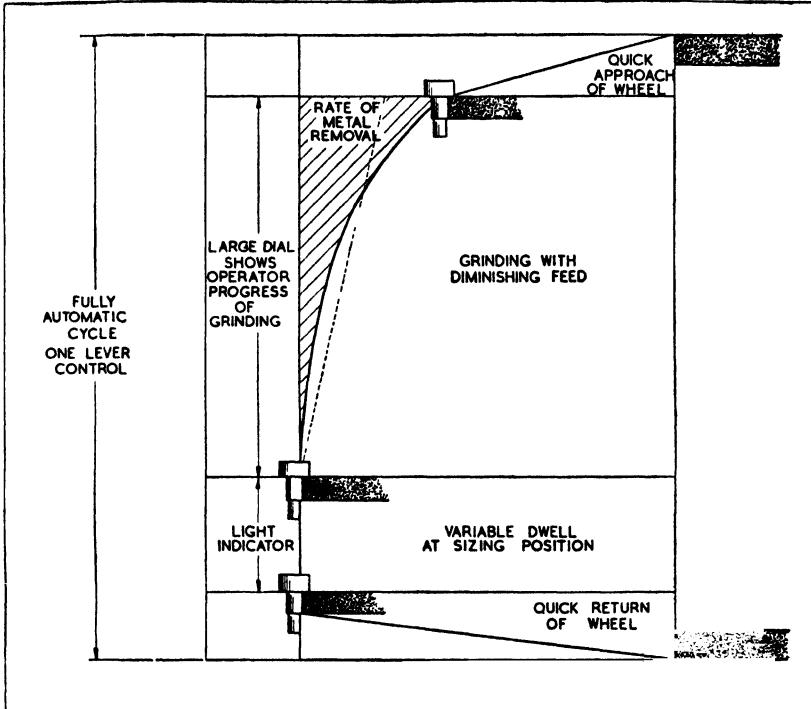 QUICK
APPROACH
OF WHEEL
RATE OF
METAL
REMOVAL
LARGE DIAL
SHOWS
OPERATOR
PROGRESS
OF
GRINDING
GRINDING WITH
DIMINISHING FEED
FULLY
AUTOMATIC
CYCLE
ONE LEVER
CONTROL
LIGHT
INDICATOR
VARIABLE DWELL
AT SIZING POSITION
QUICK RETURN
OF WHEEL